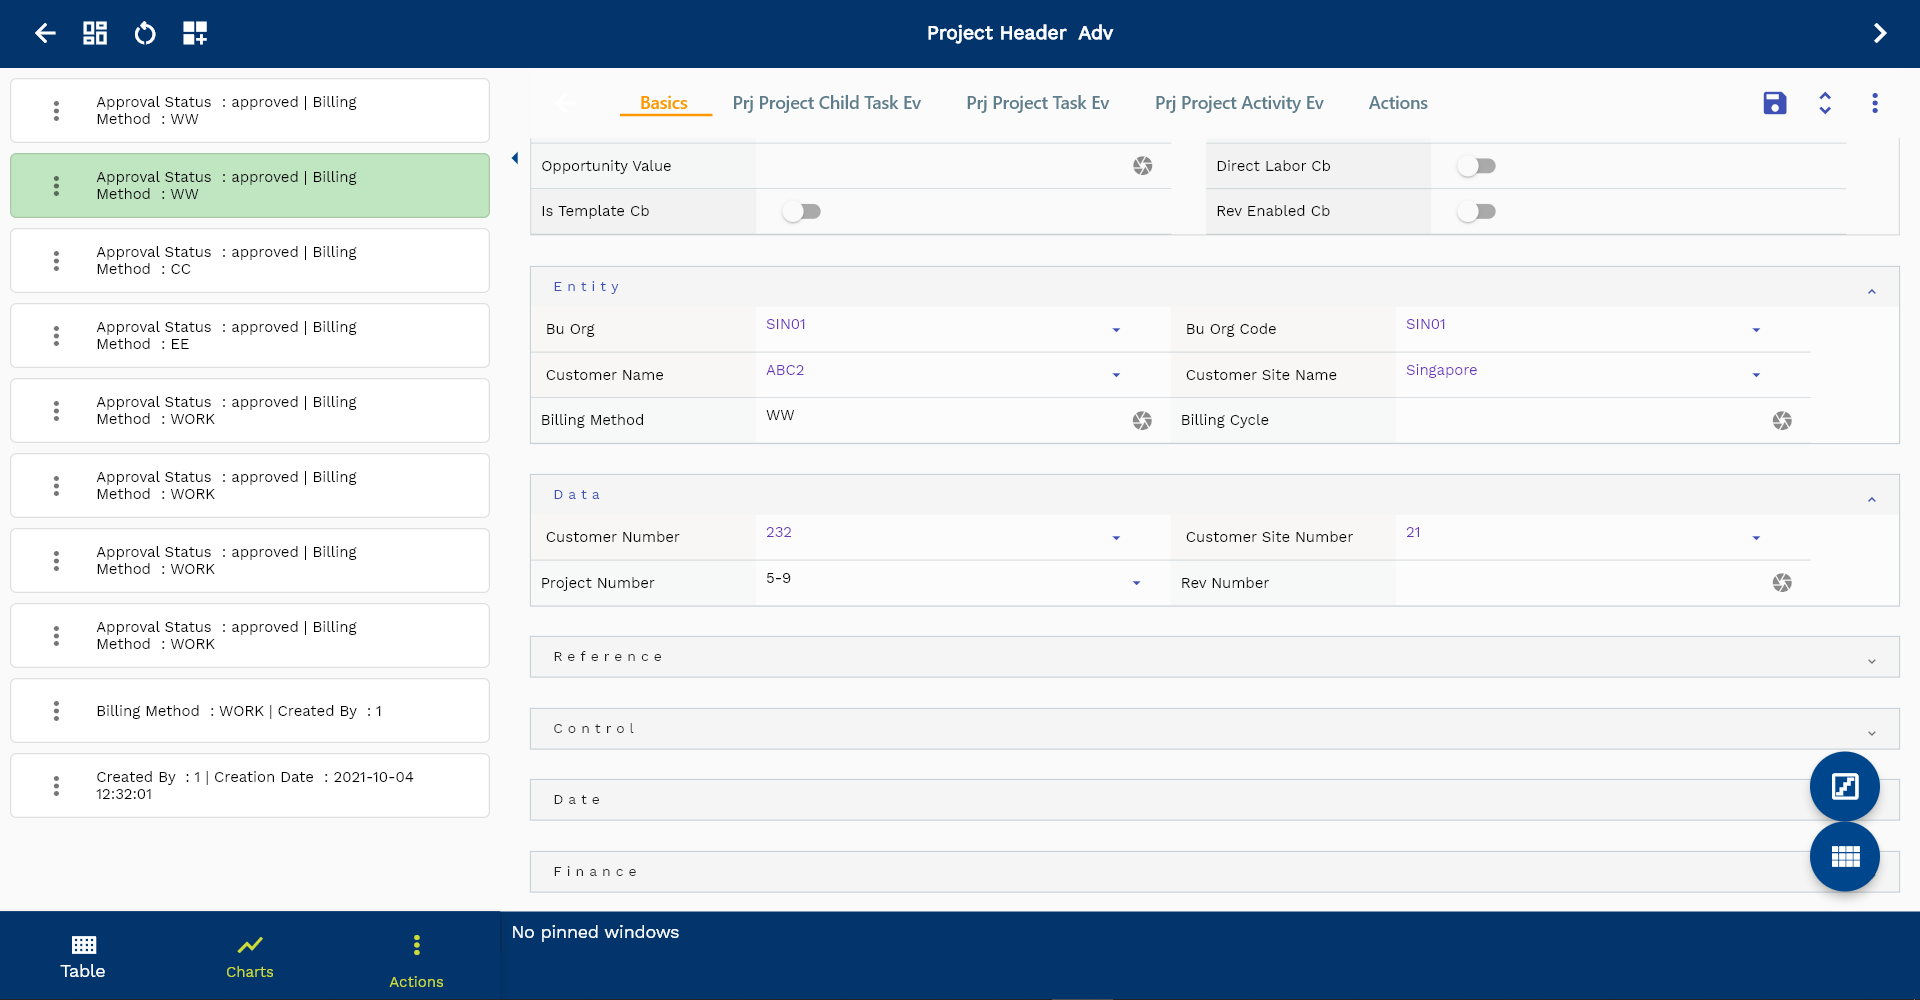 Project Header  Adv
Approval Status  : approved | Billing
Method  : WW
Approval Status  : approved | Billing
Method  : WW
Approval Status  : approved | Billing
Method  : CC
Approval Status  : approved | Billing
Method  : EE
Approval Status  : approved | Billing
Method  : WORK
Approval Status  : approved | Billing
Method  : WORK
Approval Status  : approved | Billing
Method  : WORK
Approval Status  : approved | Billing
Method  : WORK
Billing Method  : WORK | Created By  : 1
Created By  : 1 | Creation Date  : 2021-10-04
12:32:01
Basics Prj Project Child Task Ev Prj Project Task Ev Prj Project Activity Ev Actions
Opportunity Value Direct Labor Cb
Is Template Cb Rev Enabled Cb
Entity
Bu Org SIN01 Bu Org Code SIN01
Customer Name ABC2 Customer Site Name Singapore
Billing Method WW Billing Cycle
Data
Customer Number 232 Customer Site Number 21
Project Number 5-9 Rev Number
Reference
Control
Date
Finance
Table Charts Actions
No pinned windows